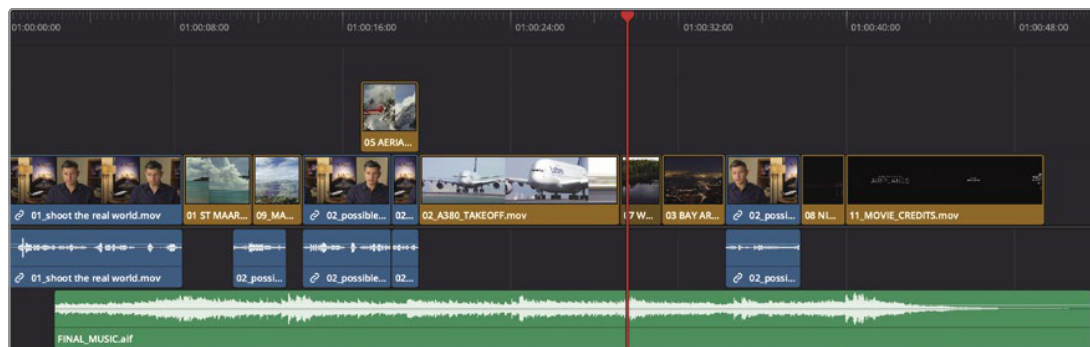 01:00:00:00 01:00:08:00 01:00:16:00 01:00:24:00 01:00:32:00 01:00:40:00 01:00:48:00
05 AERIA...
01_shoot the real world.mov 01 ST MAAR... 09_MA... 02_possible... 02... 02_A380_TAKEOFF.mov 07 W... 03 BAY AR... 02_possi... 08 NI... 11_MOVIE_CREDITS.mov
01_shoot the real world.mov 02_possi... 02_possible... 02... 02_possi...
FINAL_MUSIC.aif